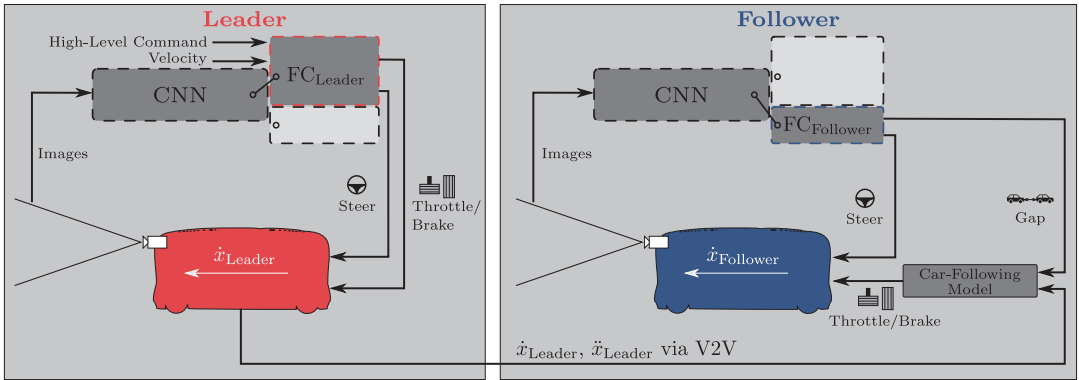 Leader
High-Level Command
Velocity
FC_Leader
CNN
Images
Steer
Throttle/
Brake
ẋ_Leader
Follower
CNN
FC_Follower
Images
Steer
Gap
ẋ_Follower
Car-Following
Model
Throttle/Brake
ẋ_Leader, ẍ_Leader via V2V